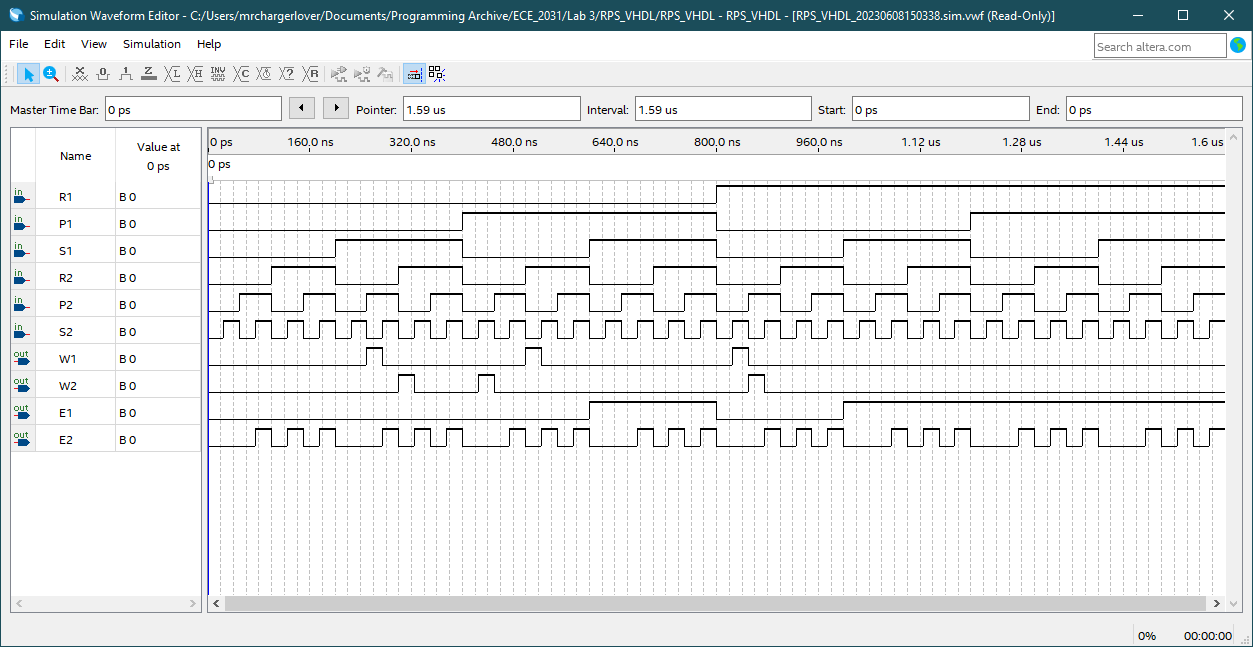 Simulation Waveform Editor - C:/Users/mrchargerlover/Documents/Programming Archive/ECE_2031/Lab 3/RPS_VHDL/RPS_VHDL - RPS_VHDL - [RPS_VHDL_20230608150338.sim.vwf (Read-Only)]
File Edit View Simulation Help Search altera.com
Master Time Bar: 0 ps Pointer: 1.59 us Interval: 1.59 us Start: 0 ps End: 0 ps
Name Value at 0 ps
0 ps 160.0 ns 320.0 ns 480.0 ns 640.0 ns 800.0 ns 960.0 ns 1.12 us 1.28 us 1.44 us 1.6 us
0 ps
in R1 B 0
in P1 B 0
in S1 B 0
in R2 B 0
in P2 B 0
in S2 B 0
out W1 B 0
out W2 B 0
out E1 B 0
out E2 B 0
0% 00:00:00